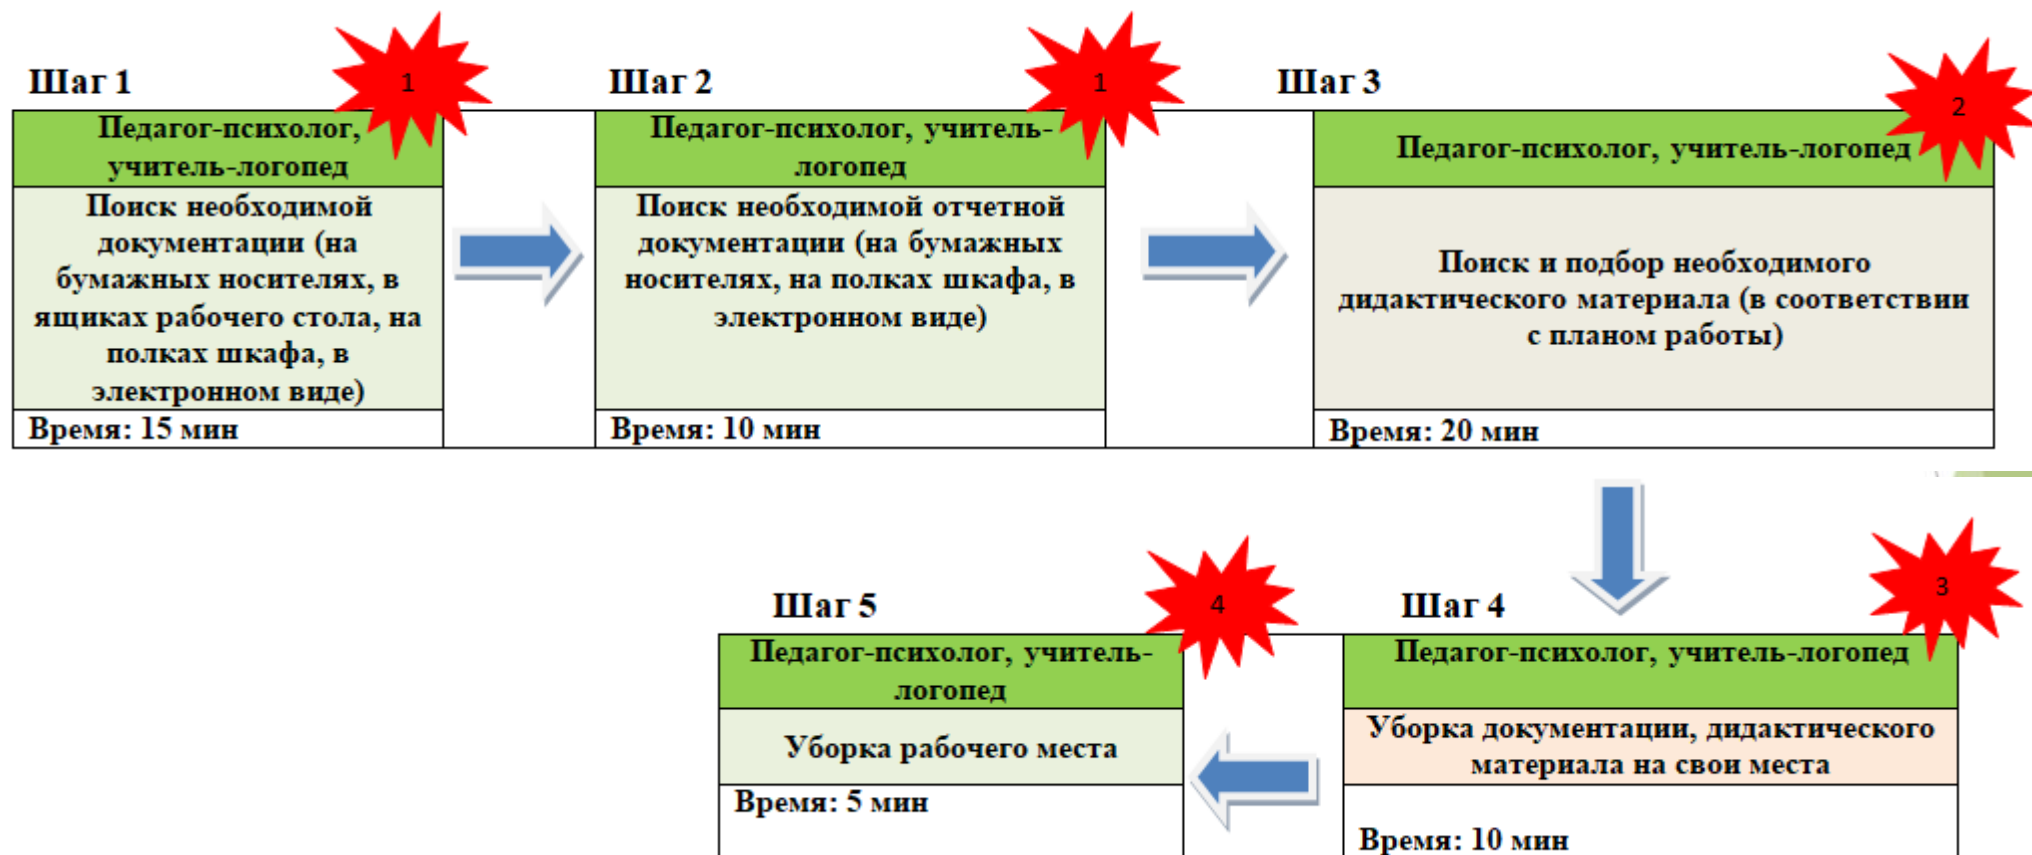 Шаг 1
1
Педагог-психолог,
учитель-логопед
Поиск необходимой
документации (на
бумажных носителях, в
ящиках рабочего стола, на
полках шкафа, в
электронном виде)
Время: 15 мин
Шаг 2
1
Педагог-психолог, учитель-
логопед
Поиск необходимой отчетной
документации (на бумажных
носителях, на полках шкафа, в
электронном виде)
Время: 10 мин
Шаг 3
2
Педагог-психолог, учитель-логопед
Поиск и подбор необходимого
дидактического материала (в соответствии
с планом работы)
Время: 20 мин
Шаг 4
3
Педагог-психолог, учитель-логопед
Уборка документации, дидактического
материала на свои места
Время: 10 мин
Шаг 5
4
Педагог-психолог, учитель-
логопед
Уборка рабочего места
Время: 5 мин